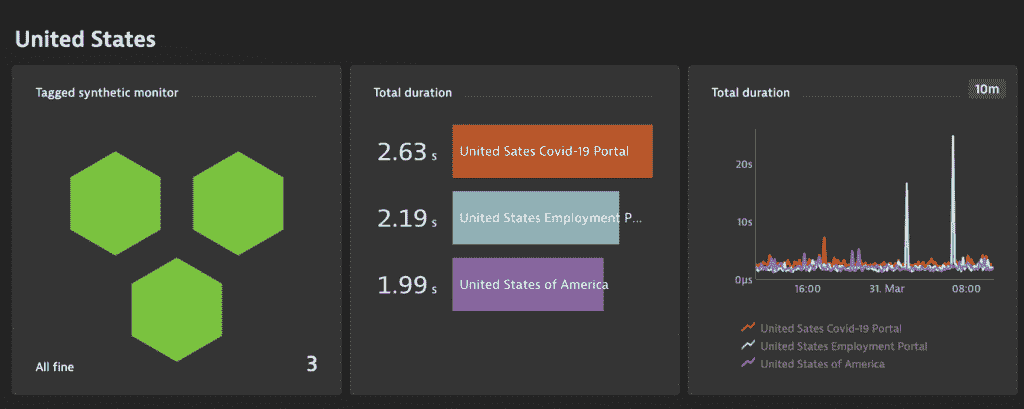 United States
Tagged synthetic monitor
All fine
3
Total duration
2.63 s
United Sates Covid-19 Portal
2.19 s
United States Employment P...
1.99 s
United States of America
Total duration
10m
20s
10s
0µs
16:00 31. Mar 08:00
United Sates Covid-19 Portal
United States Employment Portal
United States of America